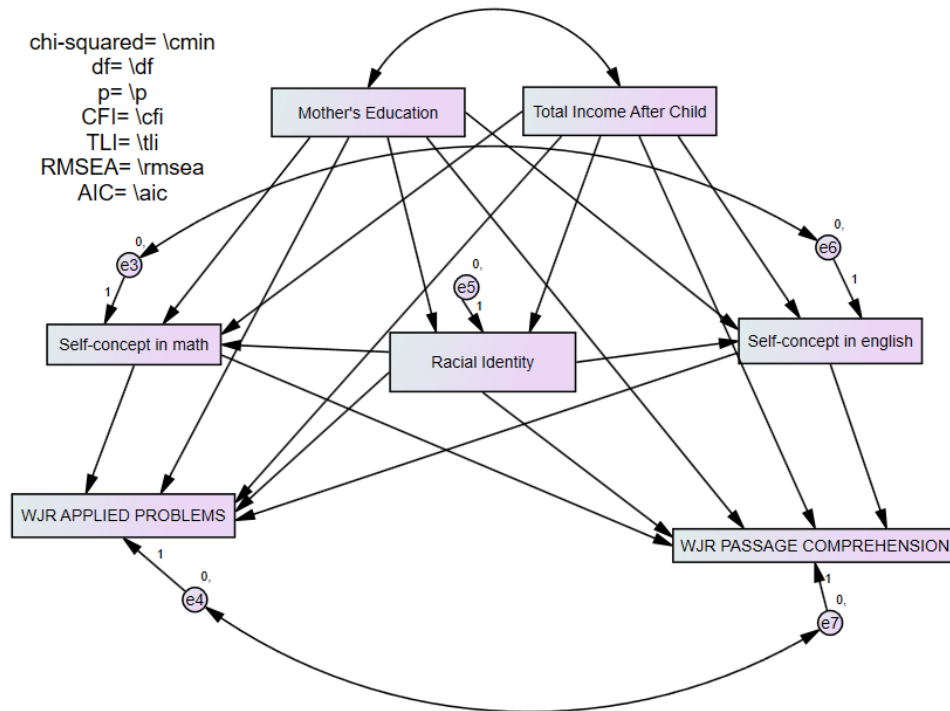 chi-squared= \cmin
df= \df
p= \p
CFI= \cfi
TLI= \tli
RMSEA= \rmsea
AIC= \aic
Mother's Education
Total Income After Child
0,
e3
1
0,
e5
1
0,
e6
1
Self-concept in math
Racial Identity
Self-concept in english
WJR APPLIED PROBLEMS
WJR PASSAGE COMPREHENSION
1
0,
e4
1
0,
e7